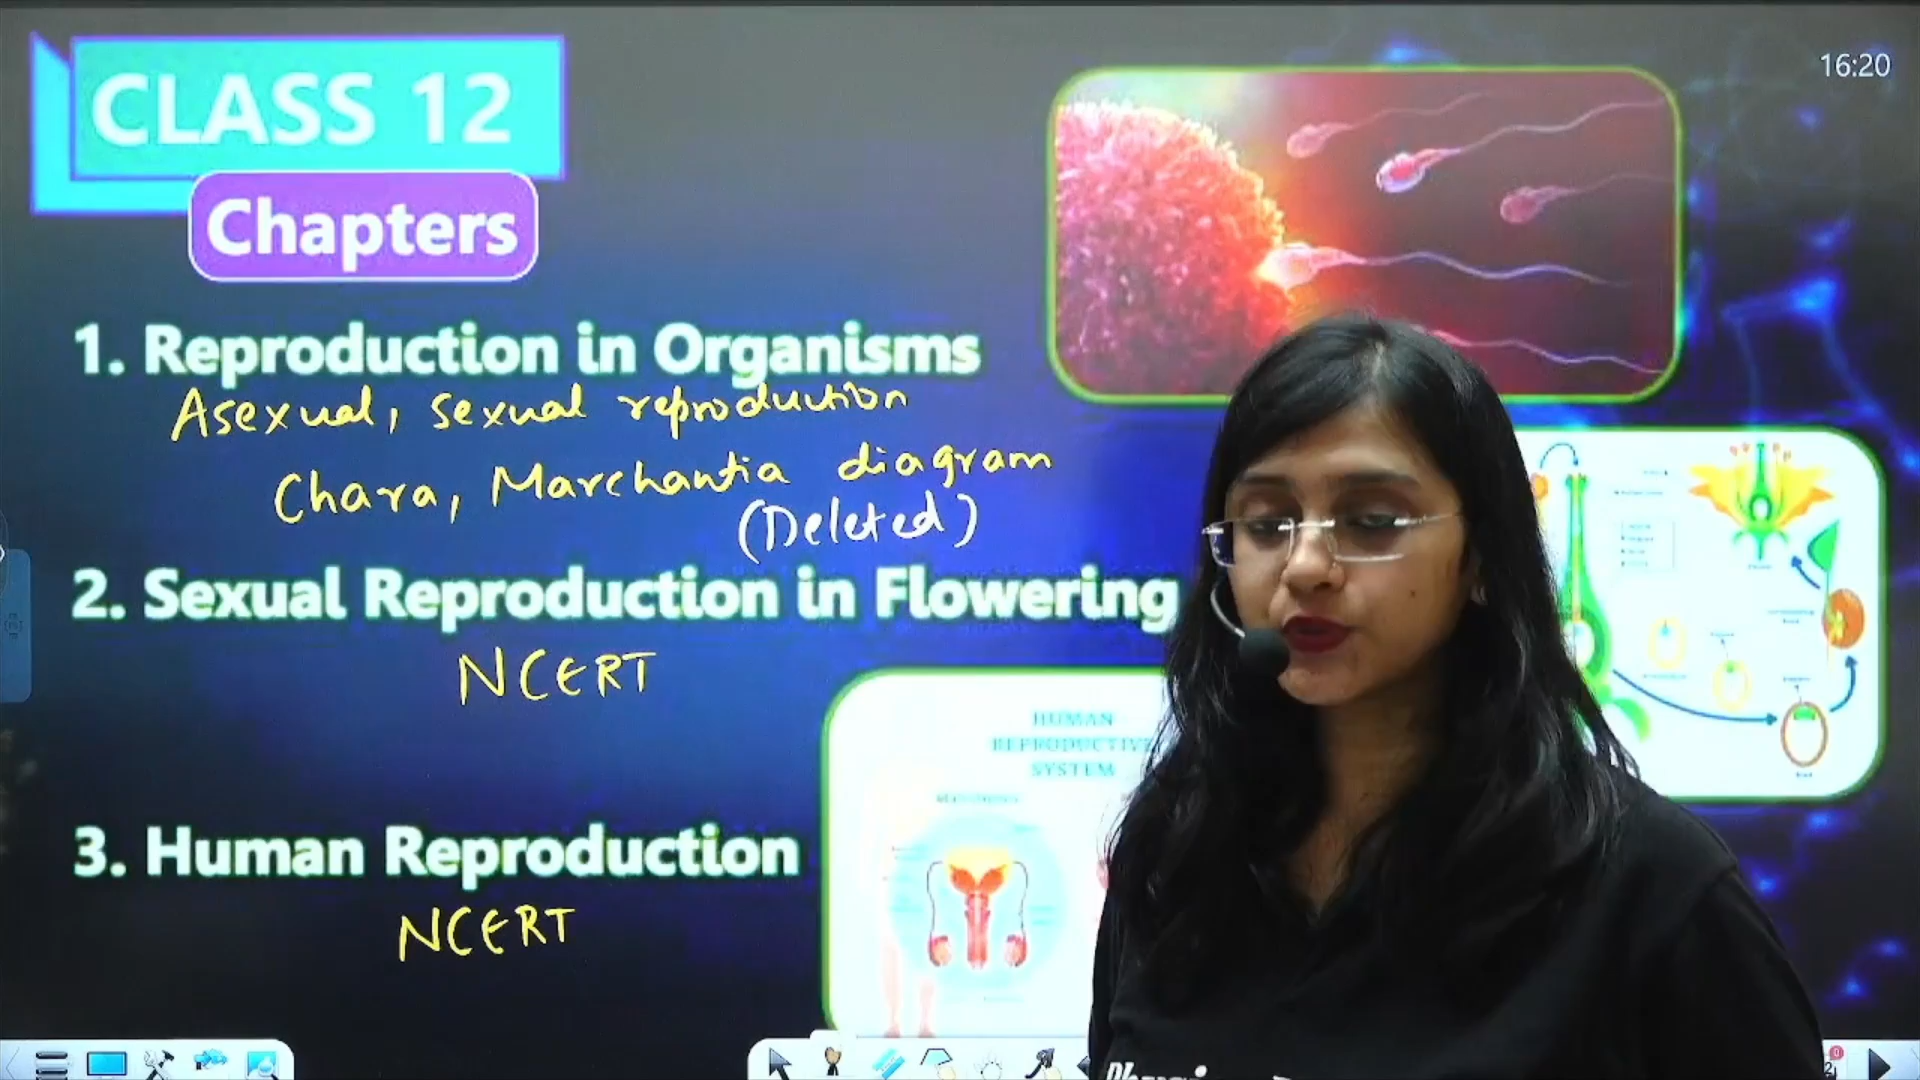 16:20
CLASS 12
Chapters
1. Reproduction in Organisms
Asexual, sexual reproduction
Chara, Marchantia diagram
(Deleted)
2. Sexual Reproduction in Flowering
NCERT
HUMAN
REPRODUCTIVE
SYSTEM
3. Human Reproduction
NCERT